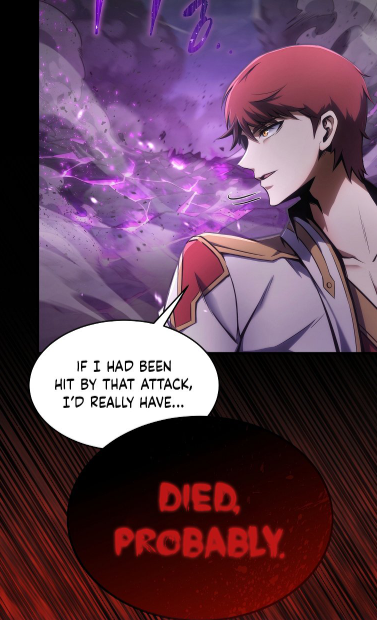 IF I HAD BEEN
HIT BY THAT ATTACK,
I'D REALLY HAVE...
DIED,
PROBABLY.